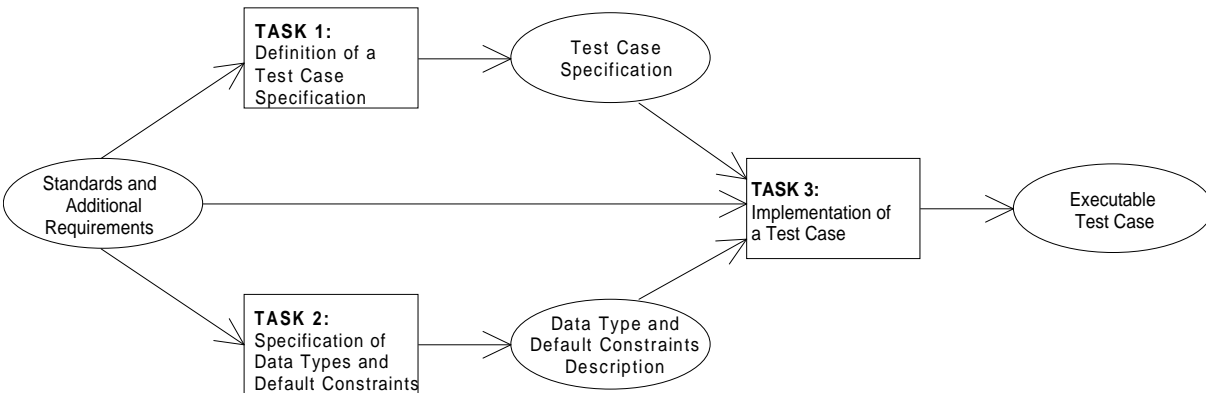 TASK 1:
Definition of a
Test Case
Specification
Test Case
Specification
Standards and
Additional
Requirements
TASK 3:
Implementation of
a Test Case
Executable
Test Case
TASK 2:
Specification of
Data Types and
Default Constraints
Data Type and
Default Constraints
Description